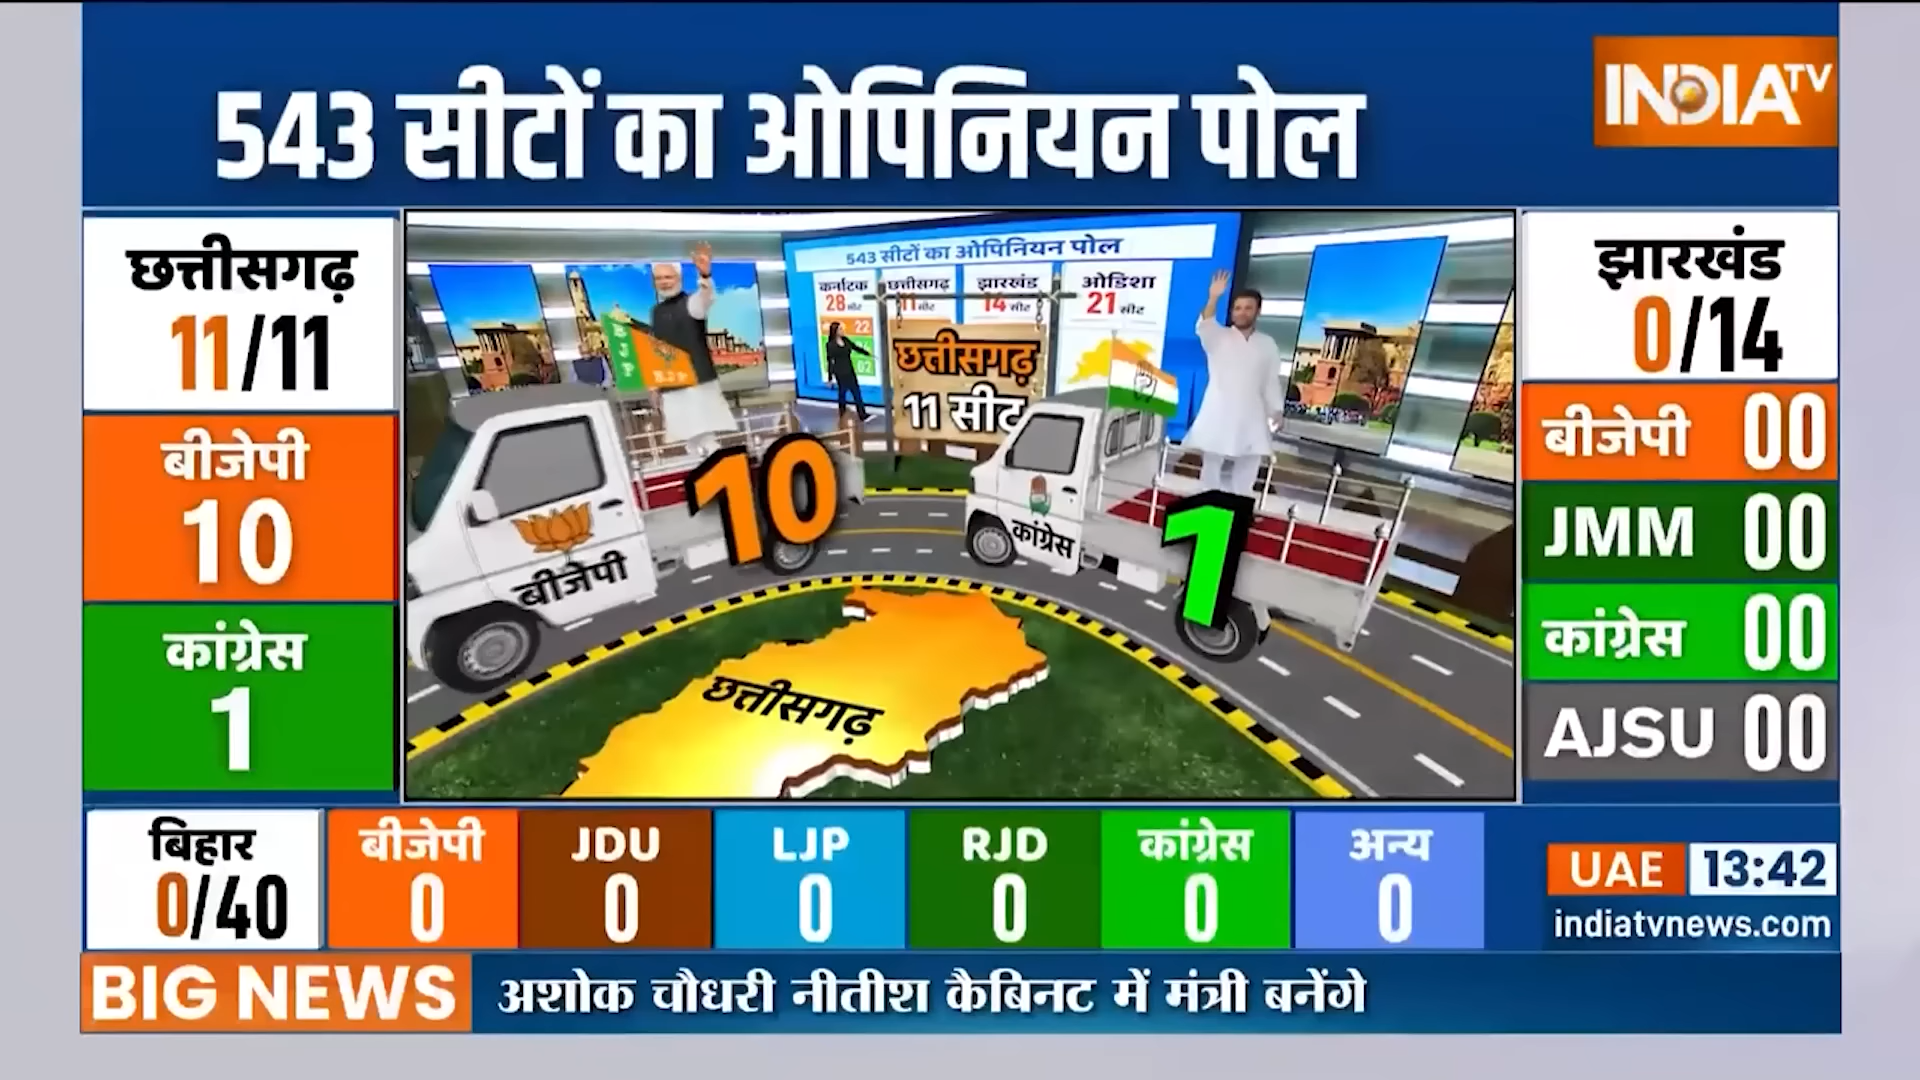 543 सीटों का ओपिनियन पोल
INDIA TV
छत्तीसगढ़
11/11
बीजेपी
10
कांग्रेस
1
543 सीटों का ओपिनियन पोल
कर्नाटक
28 सीट
22
02
छत्तीसगढ़
11 सीट
झारखंड
14 सीट
ओडिशा
21 सीट
छत्तीसगढ़
11 सीट
बीजेपी
10
कांग्रेस
1
छत्तीसगढ़
झारखंड
0/14
बीजेपी 00
JMM 00
कांग्रेस 00
AJSU 00
बिहार
0/40
बीजेपी
0
JDU
0
LJP
0
RJD
0
कांग्रेस
0
अन्य
0
UAE 13:42
indiatvnews.com
BIG NEWS अशोक चौधरी नीतीश कैबिनट में मंत्री बनेंगे